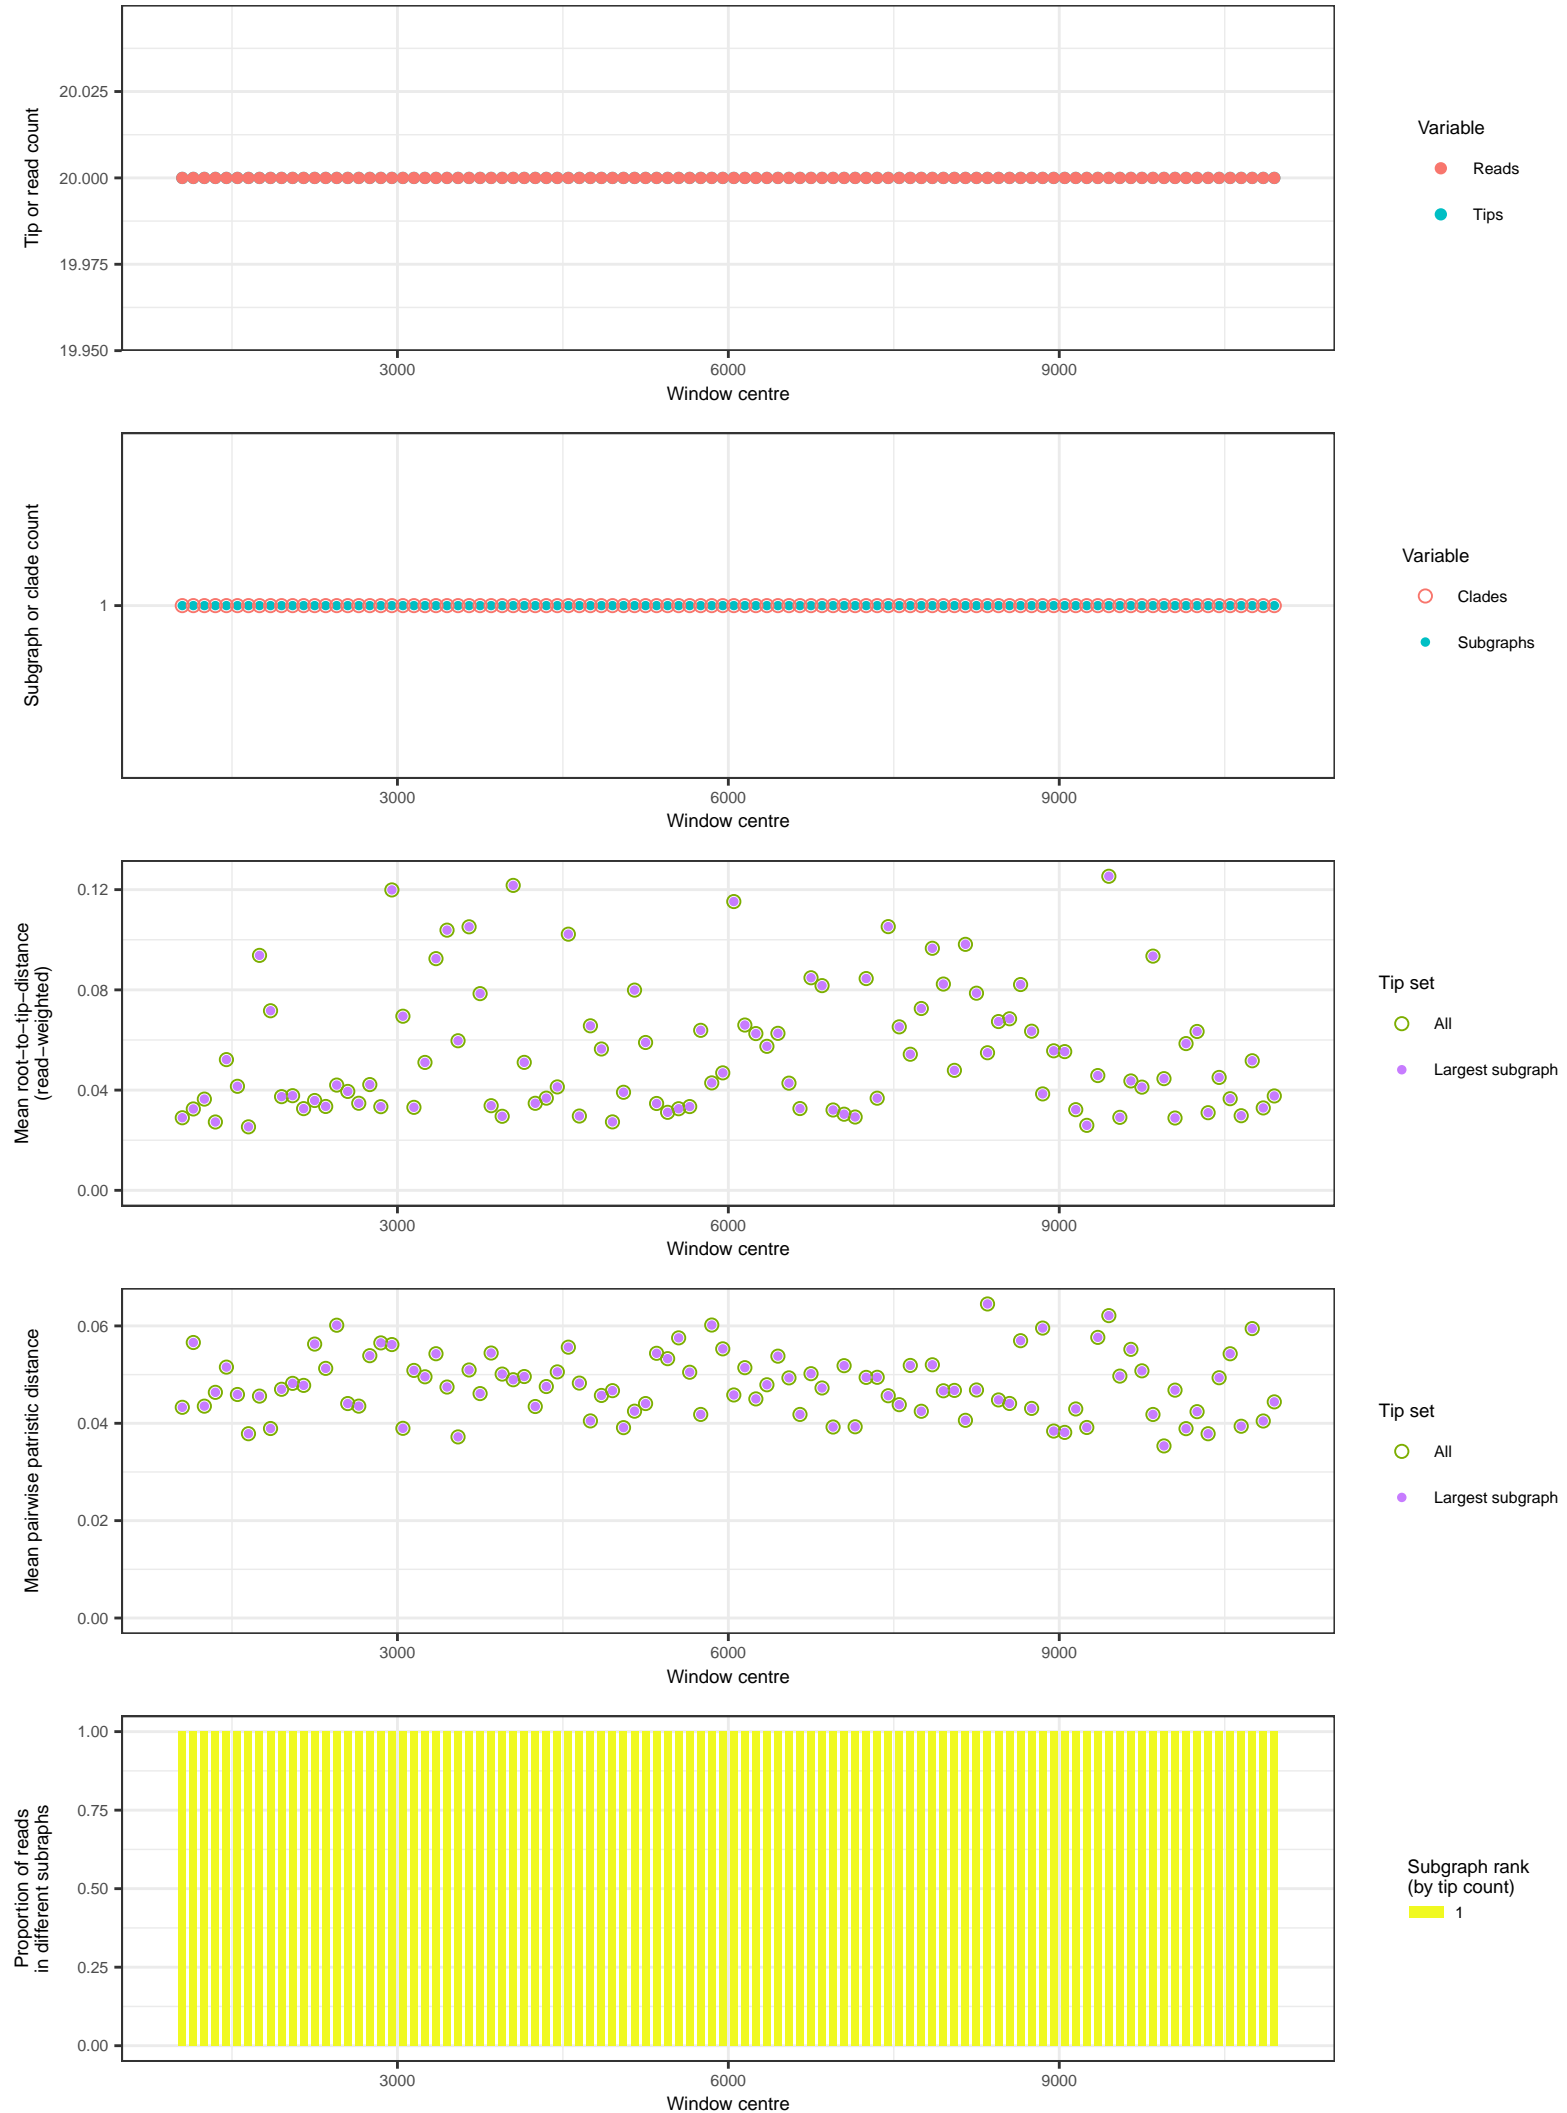 20.025
20.000
19.975
19.950
Tip or read count
3000
6000
9000
Window centre
Variable
Reads
Tips
1
Subgraph or clade count
3000
6000
9000
Window centre
Variable
Clades
Subgraphs
0.12
0.08
0.04
0.00
Mean root−to−tip−distance
(read−weighted)
3000
6000
9000
Window centre
Tip set
All
Largest subgraph
0.06
0.04
0.02
0.00
Mean pairwise patristic distance
3000
6000
9000
Window centre
Tip set
All
Largest subgraph
1.00
0.75
0.50
0.25
0.00
Proportion of reads
in different subraphs
3000
6000
9000
Window centre
Subgraph rank
(by tip count)
1